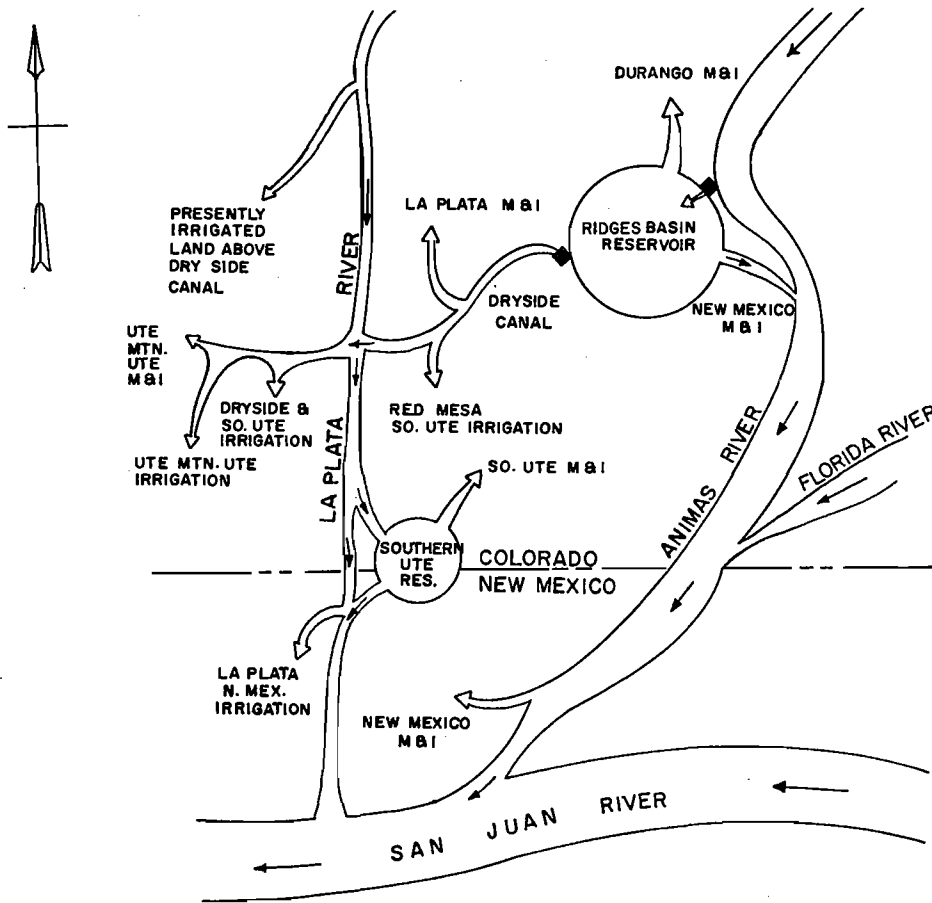 DURANGO M&I
PRESENTLY
IRRIGATED
LAND ABOVE
DRY SIDE
CANAL
RIVER
LA PLATA M&I
RIDGES BASIN
RESERVOIR
DRYSIDE
CANAL
NEW MEXICO
M&I
UTE
MTN.
UTE
M&I
DRYSIDE &
SO. UTE
IRRIGATION
RED MESA
SO. UTE IRRIGATION
UTE MTN. UTE
IRRIGATION
LA PLATA
SO. UTE M&I
ANIMAS RIVER
FLORIDA RIVER
SOUTHERN
UTE
RES.
COLORADO
NEW MEXICO
LA PLATA
N. MEX.
IRRIGATION
NEW MEXICO
M&I
SAN JUAN RIVER